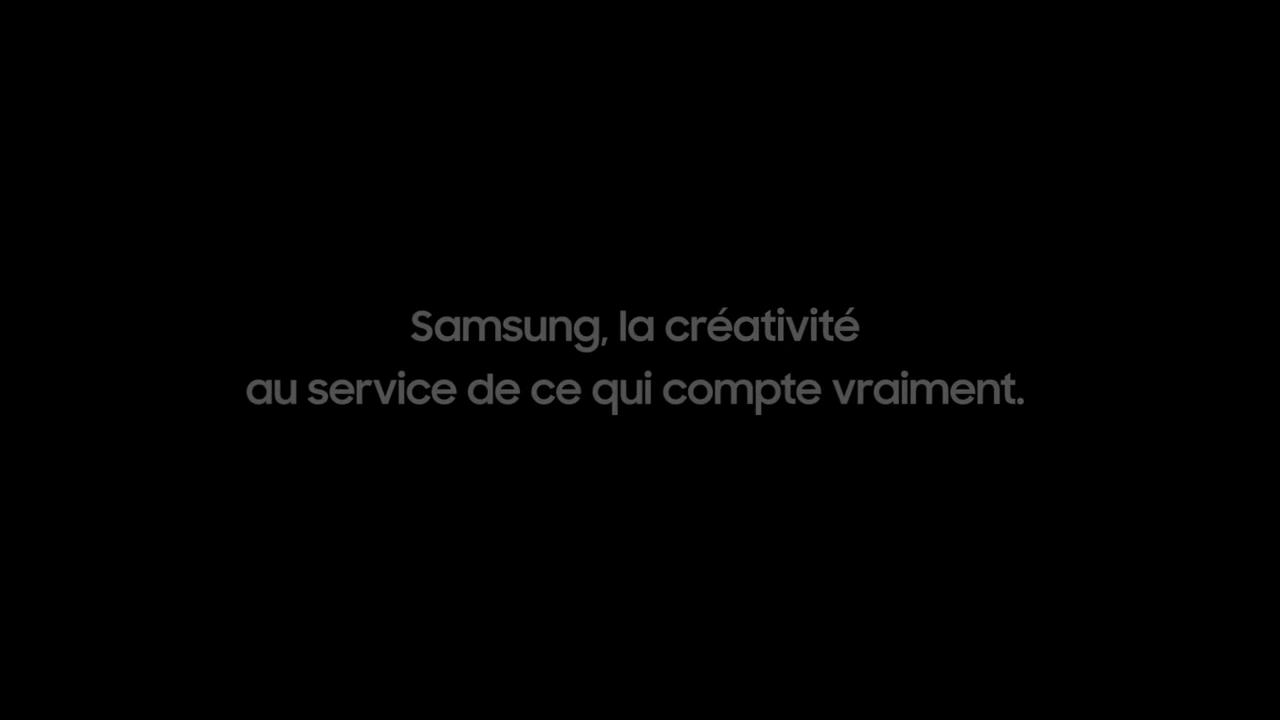 Samsung, la créativité
au service de ce qui compte vraiment.